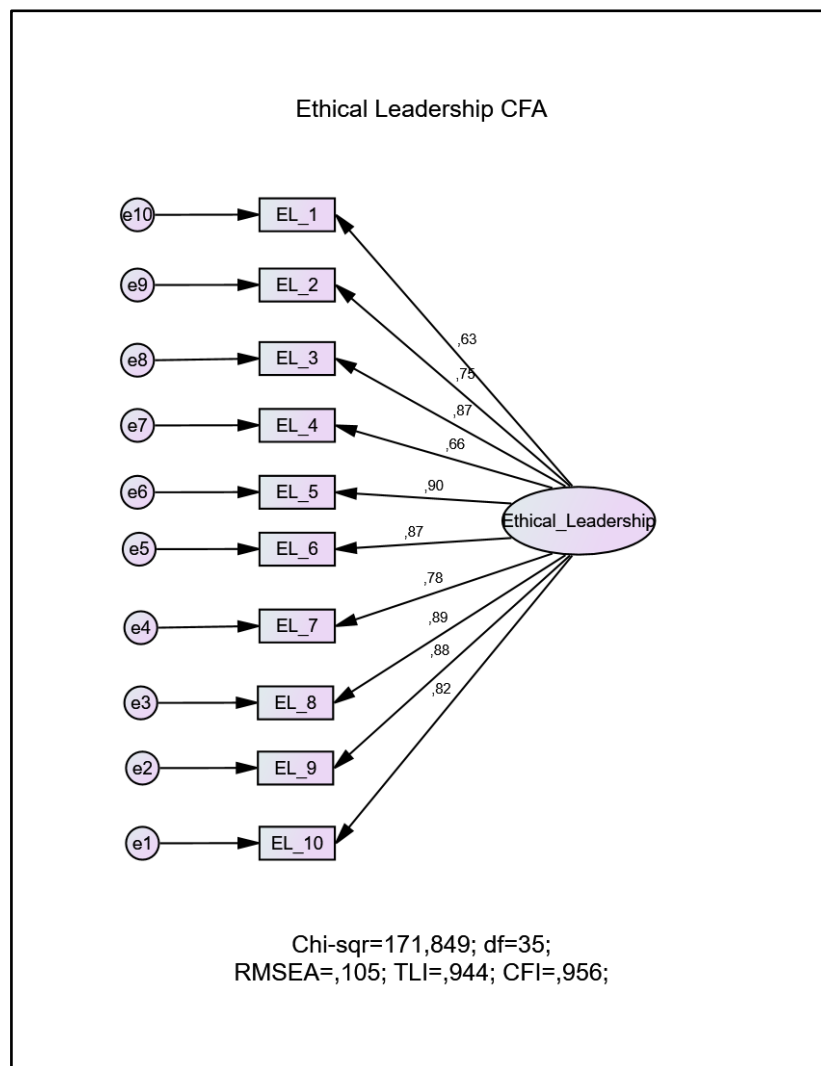 Ethical Leadership CFA
e10 EL_1
,63
e9 EL_2
,75
e8 EL_3
,87
e7 EL_4
,66
e6 EL_5
,90
Ethical_Leadership
e5 EL_6
,87
e4 EL_7
,78
e3 EL_8
,89
e2 EL_9
,88
e1 EL_10
,82
Chi-sqr=171,849; df=35;
RMSEA=,105; TLI=,944; CFI=,956;